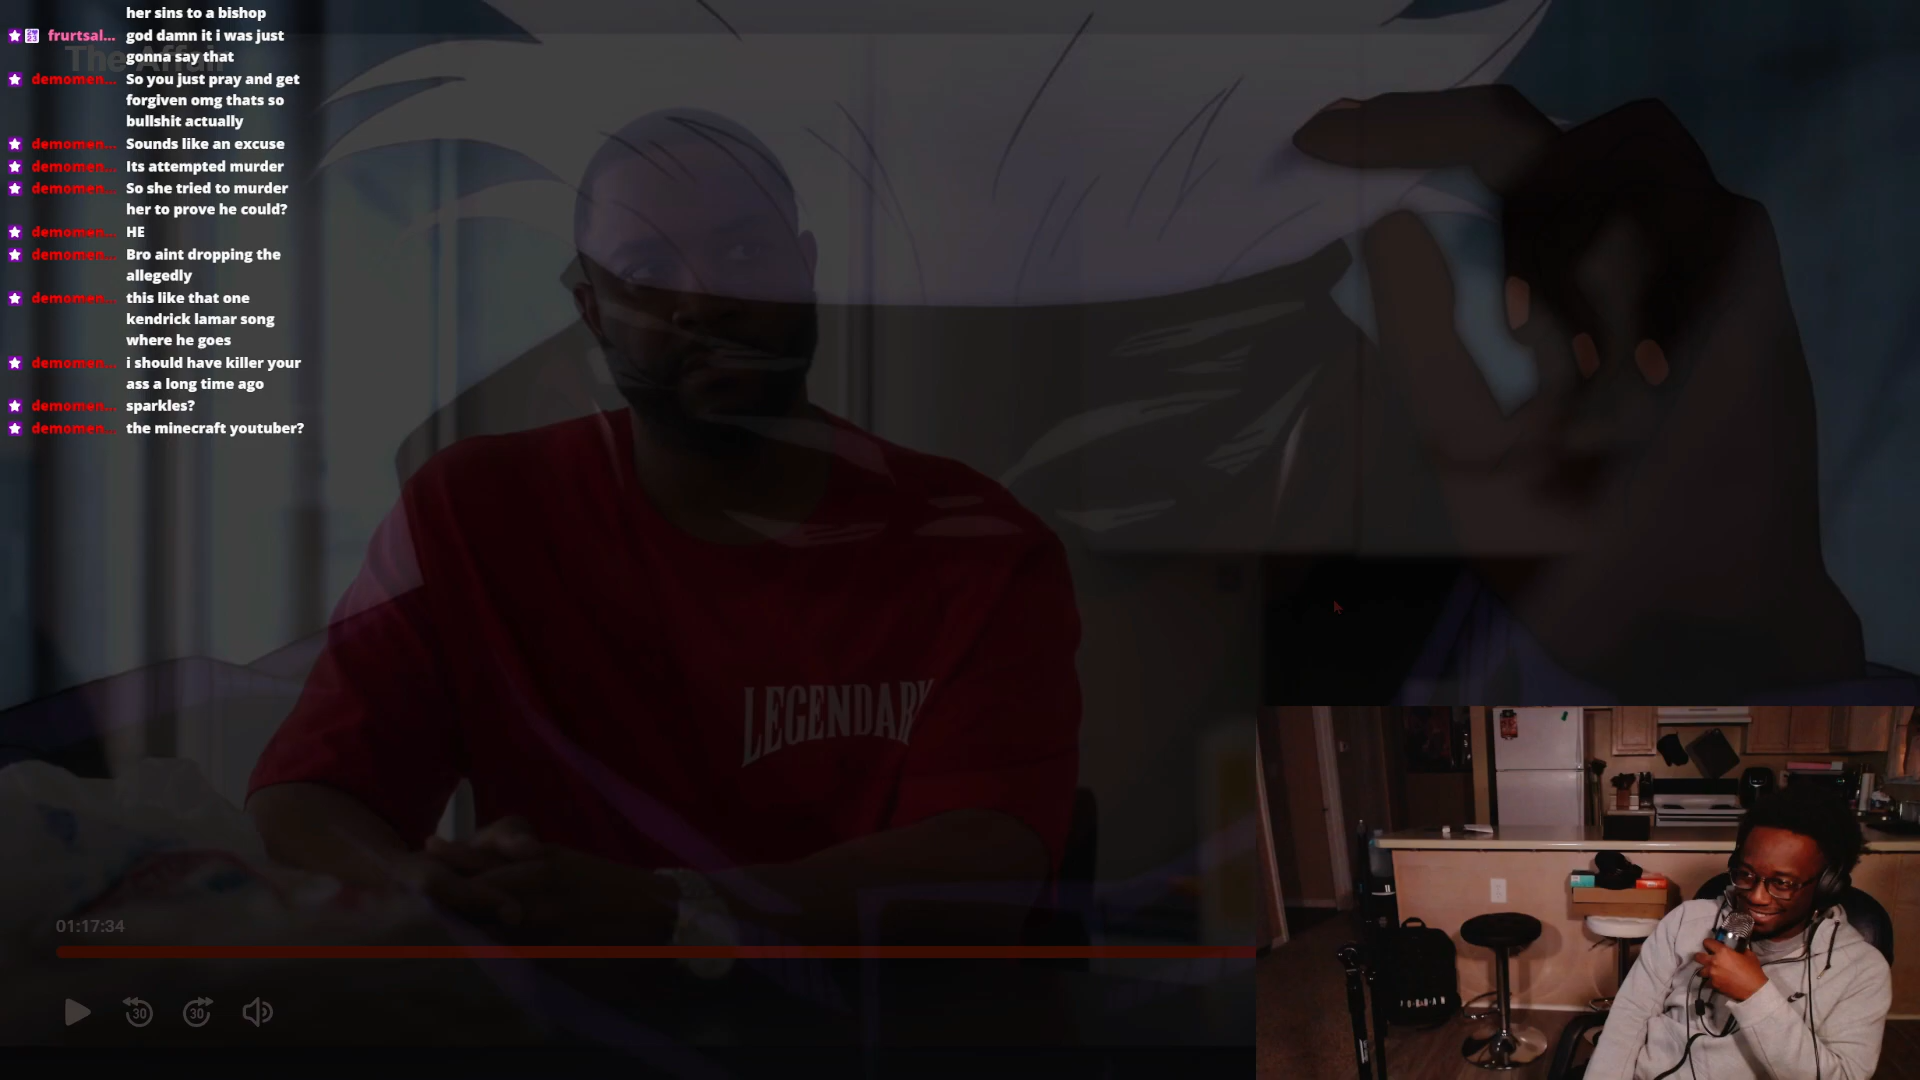 her sins to a bishop
frurtsal... god damn it i was just
gonna say that
The Affair
demomen... So you just pray and get
forgiven omg thats so
bullshit actually
demomen... Sounds like an excuse
demomen... Its attempted murder
demomen... So she tried to murder
her to prove he could?
demomen... HE
demomen... Bro aint dropping the
allegedly
demomen... this like that one
kendrick lamar song
where he goes
demomen... i should have killer your
ass a long time ago
demomen... sparkles?
demomen... the minecraft youtuber?
LEGENDARY
01:17:34
30
30
JORDAN